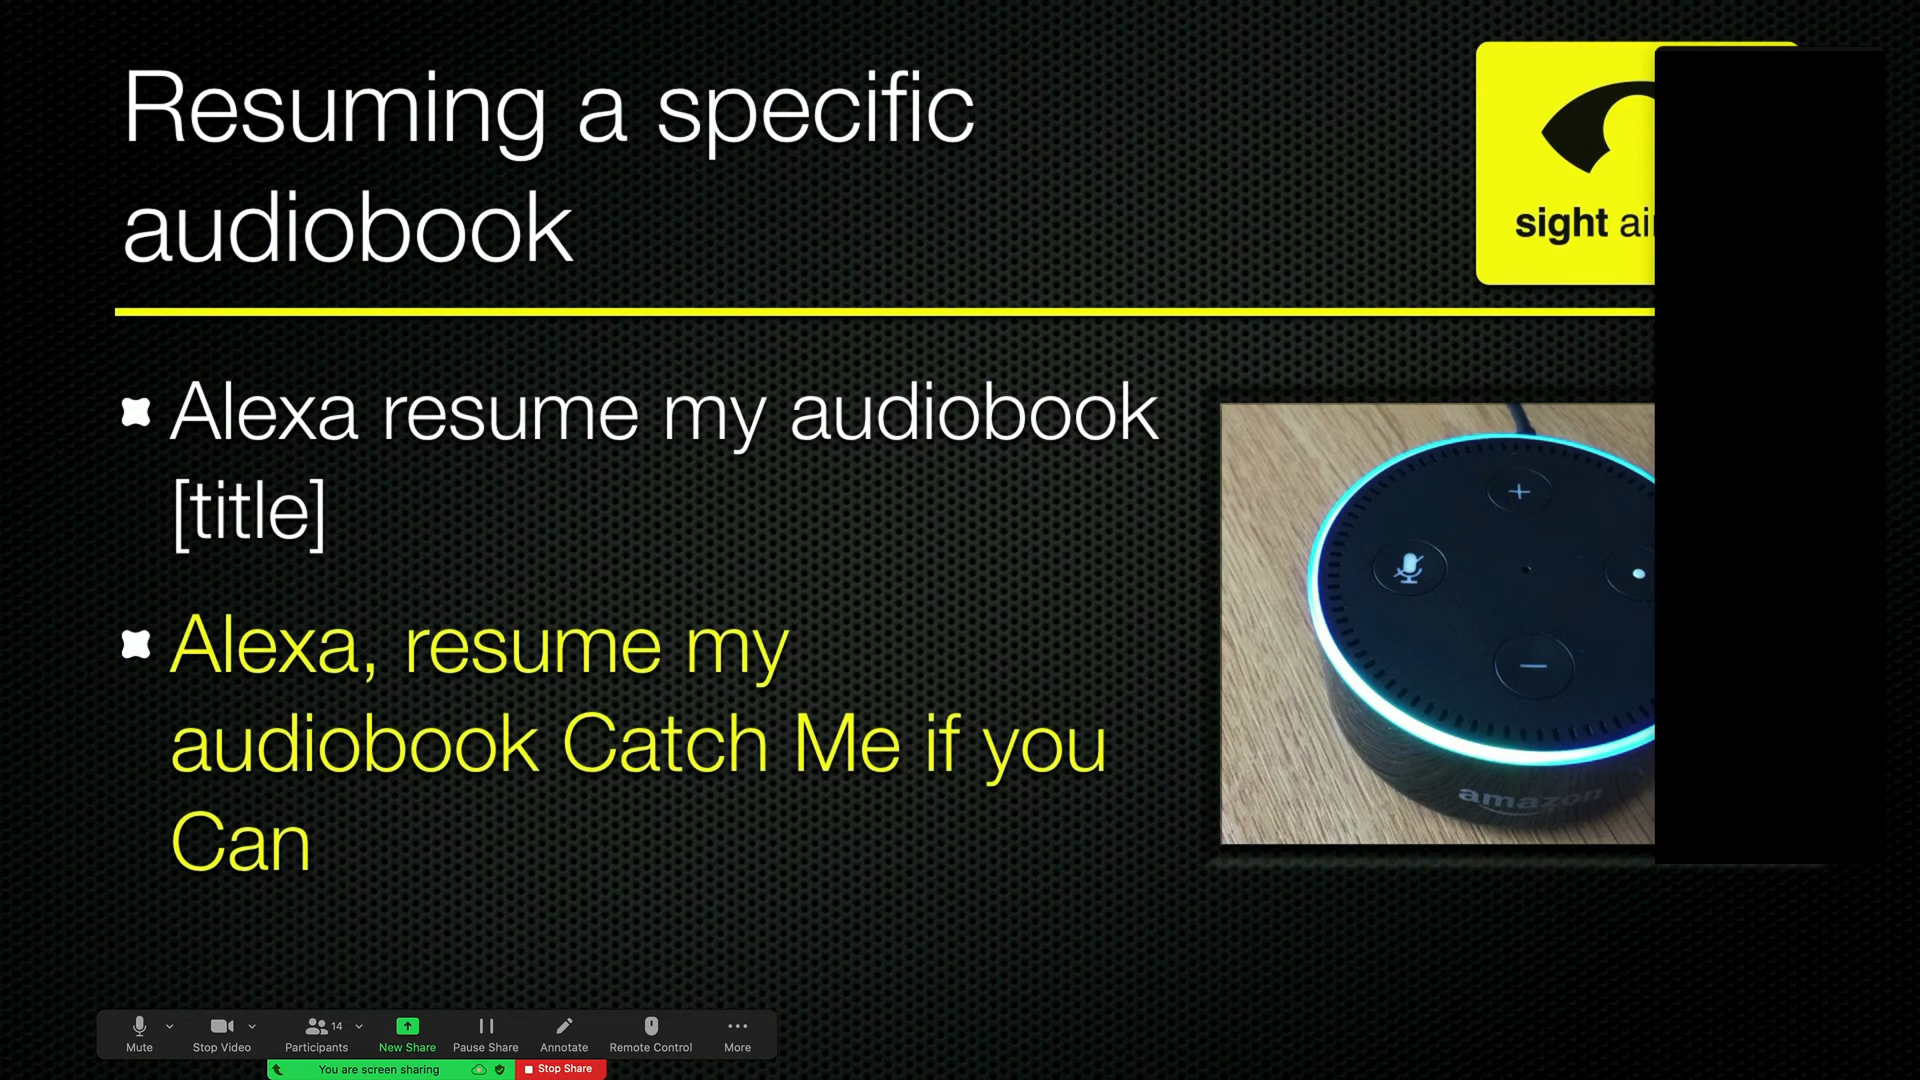 Resuming a specific
audiobook
sight
Alexa resume my audiobook
[title]
Alexa, resume my
audiobook Catch Me if you
Can
amazon
14
Mute
Stop Video
Participants
New Share
Pause Share
Annotate
Remote Control
More
You are screen sharing
Stop Share